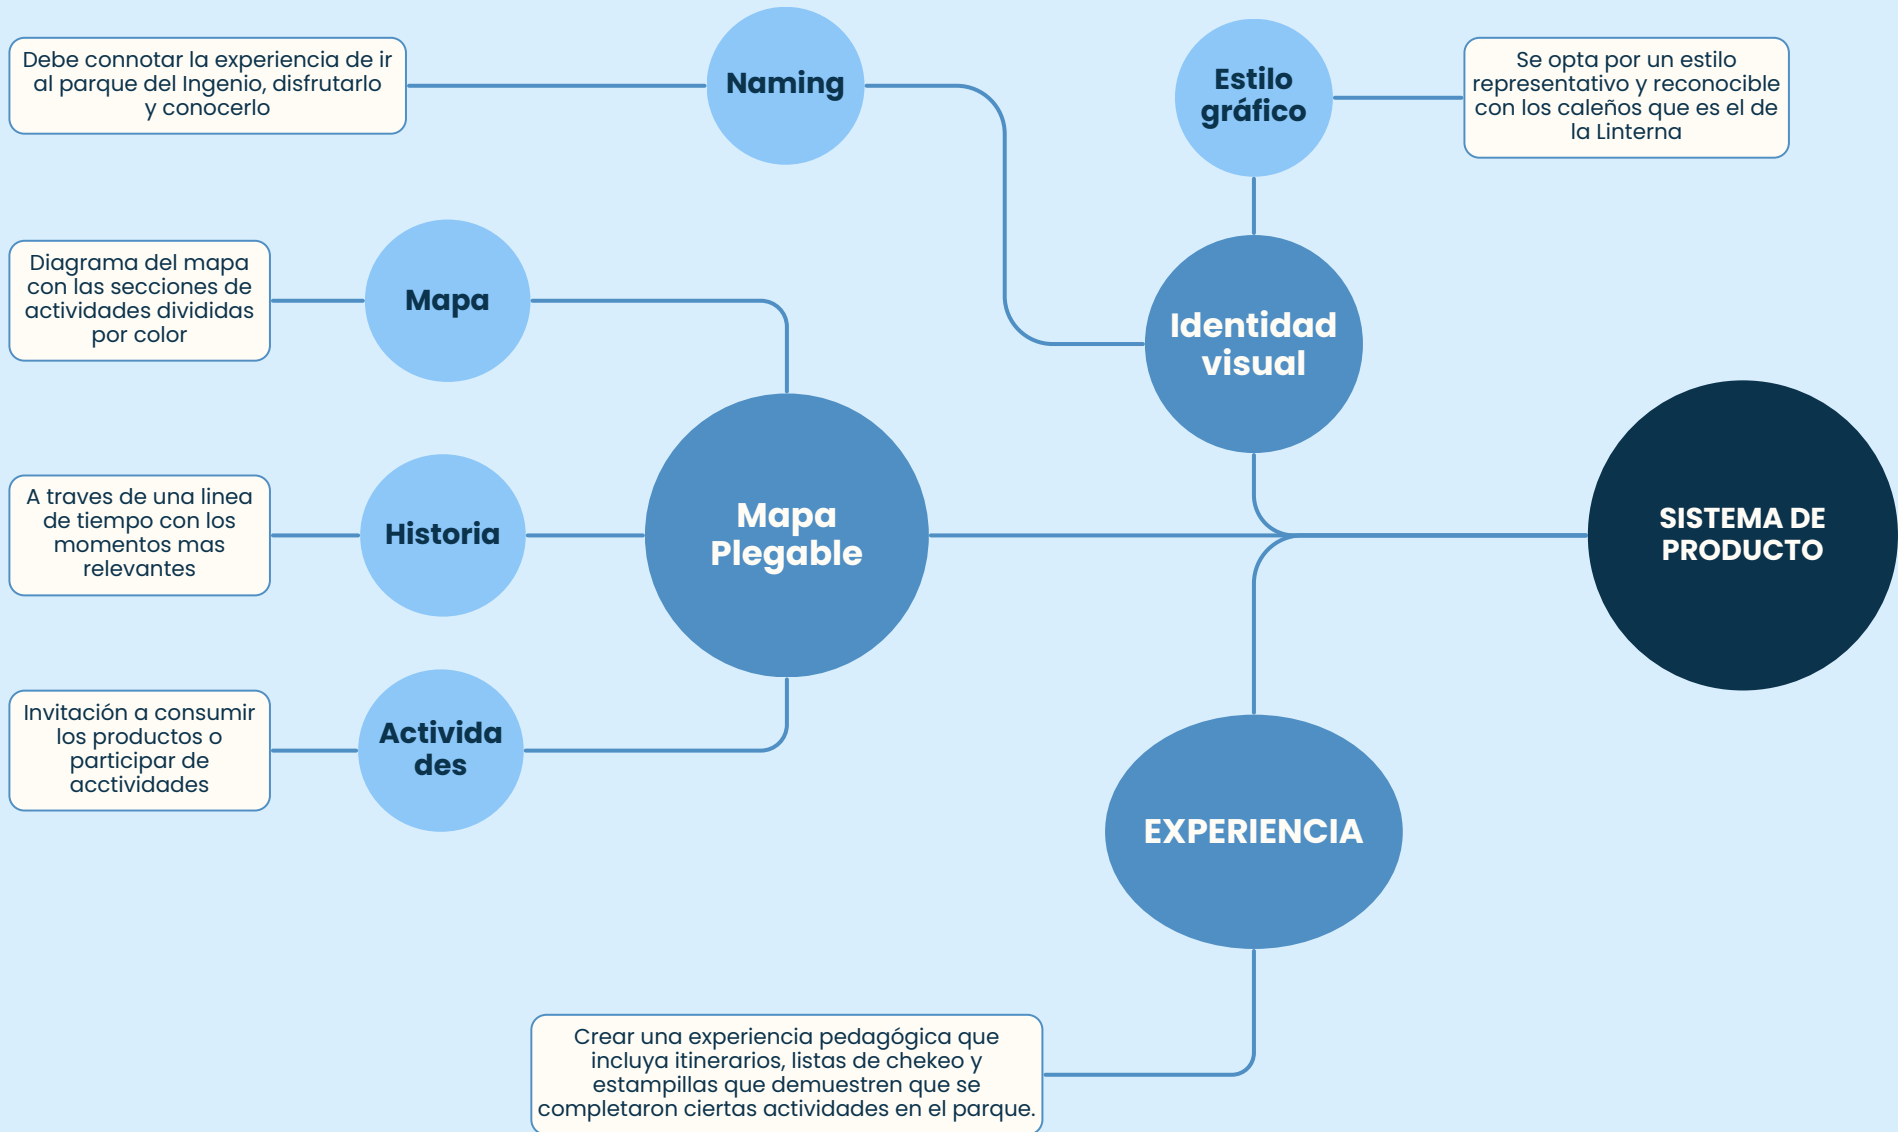 Debe connotar la experiencia de ir
al parque del Ingenio, disfrutarlo
y conocerlo
Naming
Estilo
gráfico
Se opta por un estilo
representativo y reconocible
con los caleños que es el de
la Linterna
Diagrama del mapa
con las secciones de
actividades divididas
por color
Mapa
Identidad
visual
A traves de una linea
de tiempo con los
momentos mas
relevantes
Historia
Mapa
Plegable
SISTEMA DE
PRODUCTO
Invitación a consumir
los productos o
participar de
acctividades
Activida
des
EXPERIENCIA
Crear una experiencia pedagógica que
incluya itinerarios, listas de chekeo y
estampillas que demuestren que se
completaron ciertas actividades en el parque.